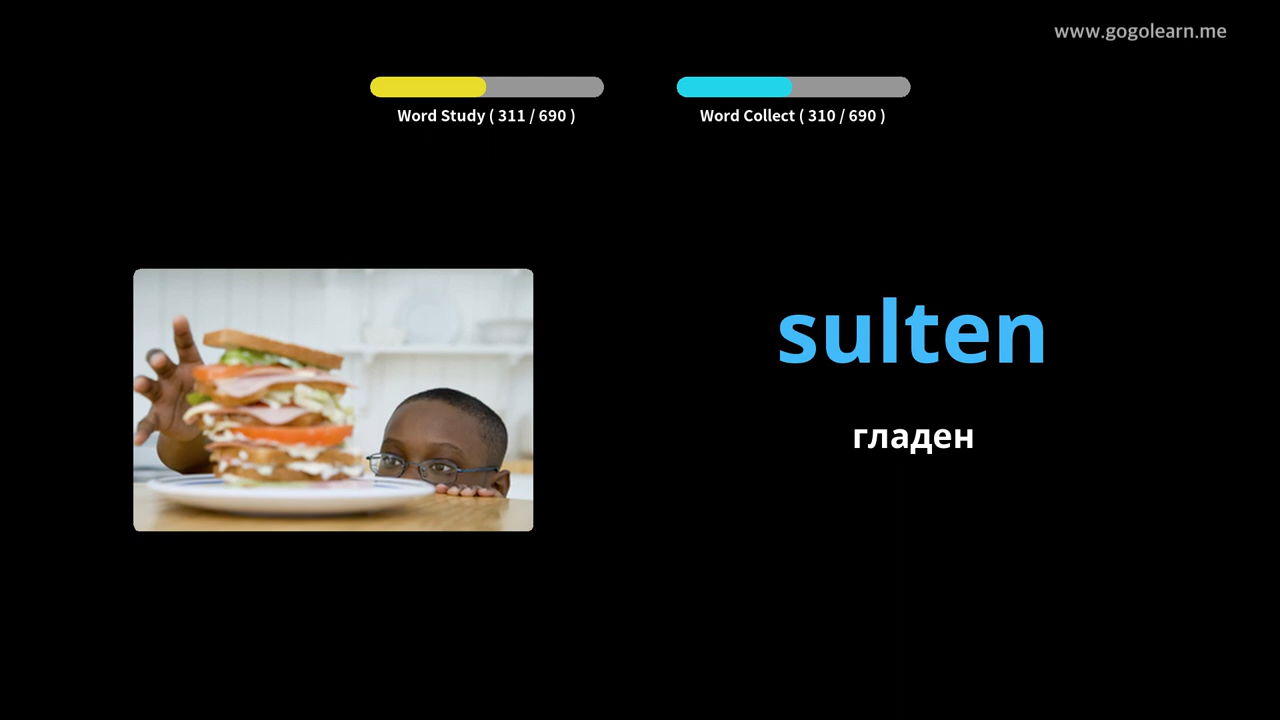 www.gogolearn.me
Word Study ( 311 / 690 )
Word Collect ( 310 / 690 )
sulten
гладен